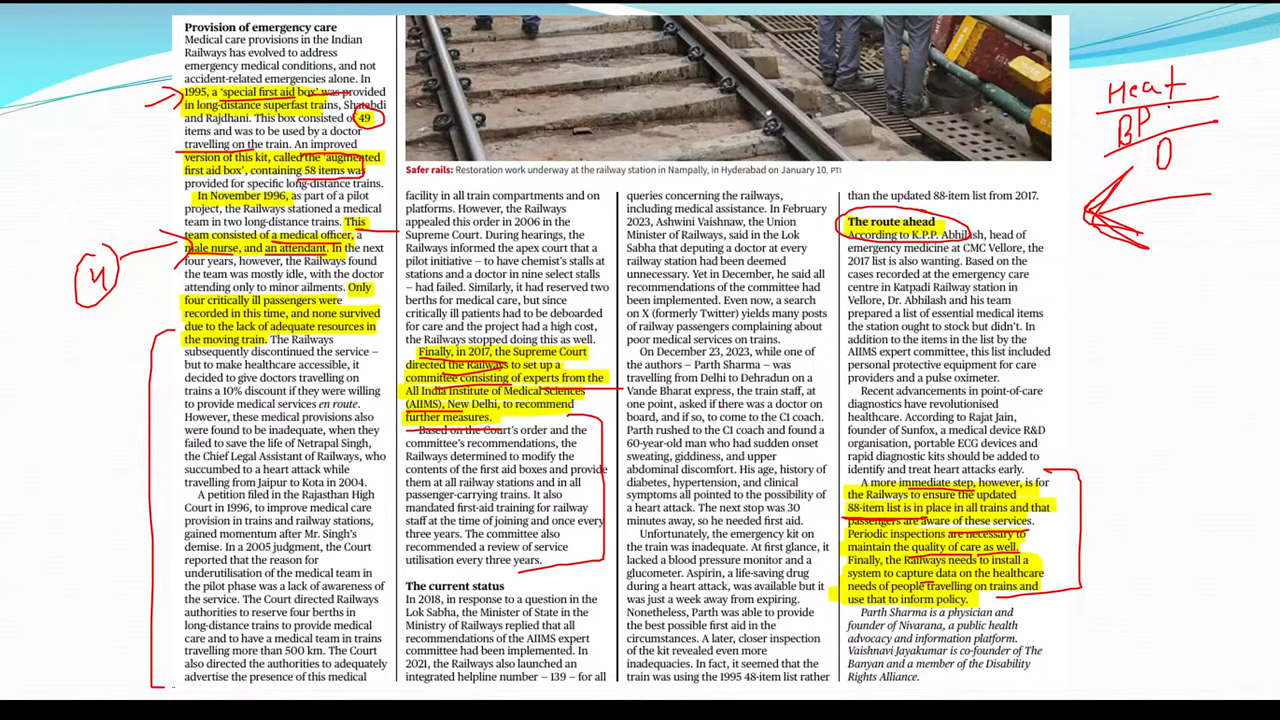 Provision of emergency care
Medical care provisions in the Indian
Railways has evolved to address
emergency medical conditions, and not
accident-related emergencies alone. In
1995, a ‘special first aid box’ was provided
in long-distance superfast trains, Shatabdi
and Rajdhani. This box consisted of 49
items and was to be used by a doctor
travelling on the train. An improved
version of this kit, called the ‘augmented
first aid box’, containing 58 items was
provided for specific long-distance trains.
In November 1996, as part of a pilot
project, the Railways stationed a medical
team in two long-distance trains. This
team consisted of a medical officer, a
male nurse, and an attendant. In the next
four years, however, the Railways found
the team was mostly idle, with the doctor
attending only to minor ailments. Only
four critically ill passengers were
recorded in this time, and none survived
due to the lack of adequate resources in
the moving train. The Railways
subsequently discontinued the service –
but to make healthcare accessible, it
decided to give doctors travelling on
trains a 10% discount if they were willing
to provide medical services en route.
However, these medical provisions also
were found to be inadequate, when they
failed to save the life of Netrapal Singh,
the Chief Legal Assistant of Railways, who
succumbed to a heart attack while
travelling from Jaipur to Kota in 2004.
A petition filed in the Rajasthan High
Court in 1996, to improve medical care
provision in trains and railway stations,
gained momentum after Mr. Singh’s
demise. In a 2005 judgment, the Court
reported that the reason for
underutilisation of the medical team in
the pilot phase was a lack of awareness of
the service. The Court directed Railways
authorities to reserve four berths in
long-distance trains to provide medical
care and to have a medical team in trains
travelling more than 500 km. The Court
also directed the authorities to adequately
advertise the presence of this medical
4
Safer rails: Restoration work underway at the railway station in Nampally, in Hyderabad on January 10. PTI
facility in all train compartments and on
platforms. However, the Railways
appealed this order in 2006 in the
Supreme Court. During hearings, the
Railways informed the apex court that a
pilot initiative – to have chemist’s stalls at
stations and a doctor in nine select stalls
– had failed. Similarly, it had reserved two
berths for medical care, but since
critically ill patients had to be deboarded
for care and the project had a high cost,
the Railways stopped doing this as well.
Finally, in 2017, the Supreme Court
directed the Railways to set up a
committee consisting of experts from the
All India Institute of Medical Sciences
(AIIMS), New Delhi, to recommend
further measures.
Based on the Court’s order and the
committee’s recommendations, the
Railways determined to modify the
contents of the first aid boxes and provide
them at all railway stations and in all
passenger-carrying trains. It also
mandated first-aid training for railway
staff at the time of joining and once every
three years. The committee also
recommended a review of service
utilisation every three years.
The current status
In 2018, in response to a question in the
Lok Sabha, the Minister of State in the
Ministry of Railways replied that all
recommendations of the AIIMS expert
committee had been implemented. In
2021, the Railways also launched an
integrated helpline number – 139 – for all
queries concerning the railways,
including medical assistance. In February
2023, Ashwini Vaishnaw, the Union
Minister of Railways, said in the Lok
Sabha that deputing a doctor at every
railway station had been deemed
unnecessary. Yet in December, he said all
recommendations of the committee had
been implemented. Even now, a search
on X (formerly Twitter) yields many posts
of railway passengers complaining about
poor medical services on trains.
On December 23, 2023, while one of
the authors – Parth Sharma – was
travelling from Delhi to Dehradun on a
Vande Bharat express, the train staff, at
one point, asked if there was a doctor on
board, and if so, to come to the C1 coach.
Parth rushed to the C1 coach and found a
60-year-old man who had sudden onset
sweating, giddiness, and upper
abdominal discomfort. His age, history of
diabetes, hypertension, and clinical
symptoms all pointed to the possibility of
a heart attack. The next stop was 30
minutes away, so he needed first aid.
Unfortunately, the emergency kit on
the train was inadequate. At first glance, it
lacked a blood pressure monitor and a
glucometer. Aspirin, a life-saving drug
during a heart attack, was available but it
was just a week away from expiring.
Nonetheless, Parth was able to provide
the best possible first aid in the
circumstances. A later, closer inspection
of the kit revealed even more
inadequacies. In fact, it seemed that the
train was using the 1995 48-item list rather
than the updated 88-item list from 2017.
The route ahead
According to K.P.P. Abhilash, head of
emergency medicine at CMC Vellore, the
2017 list is also wanting. Based on the
cases recorded at the emergency care
centre in Katpadi Railway station in
Vellore, Dr. Abhilash and his team
prepared a list of essential medical items
the station ought to stock but didn’t. In
addition to the items in the list by the
AIIMS expert committee, this list included
personal protective equipment for care
providers and a pulse oximeter.
Recent advancements in point-of-care
diagnostics have revolutionised
healthcare. According to Rajat Jain,
founder of Sunfox, a medical device R&D
organisation, portable ECG devices and
rapid diagnostic kits should be added to
identify and treat heart attacks early.
A more immediate step, however, is for
the Railways to ensure the updated
88-item list is in place in all trains and that
passengers are aware of these services.
Periodic inspections are necessary to
maintain the quality of care as well.
Finally, the Railways needs to install a
system to capture data on the healthcare
needs of people travelling on trains and
use that to inform policy.
Parth Sharma is a physician and
founder of Nivarana, a public health
advocacy and information platform.
Vaishnavi Jayakumar is co-founder of The
Banyan and a member of the Disability
Rights Alliance.
Heat
BP
D